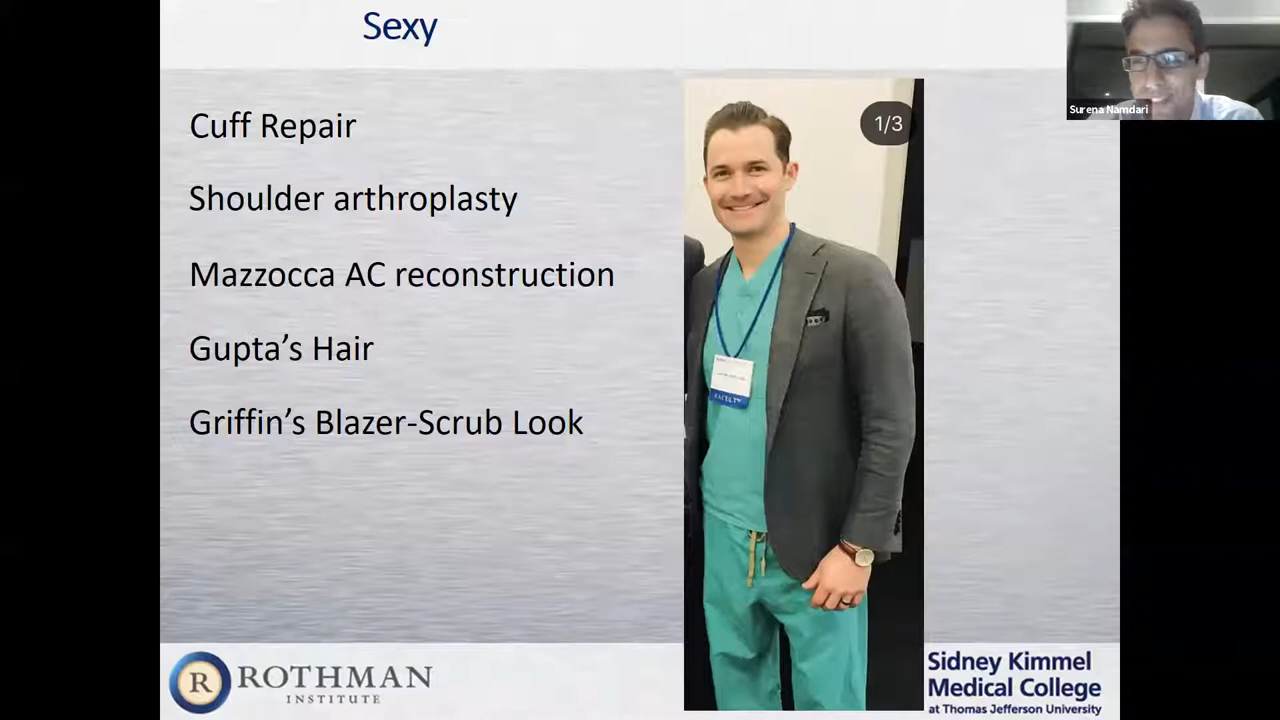 Sexy
Surena Namdari
Cuff Repair
1/3
Shoulder arthroplasty
Mazzocca AC reconstruction
Gupta’s Hair
FACULTY
Griffin’s Blazer-Scrub Look
R ROTHMAN
INSTITUTE
Sidney Kimmel
Medical College
at Thomas Jefferson University